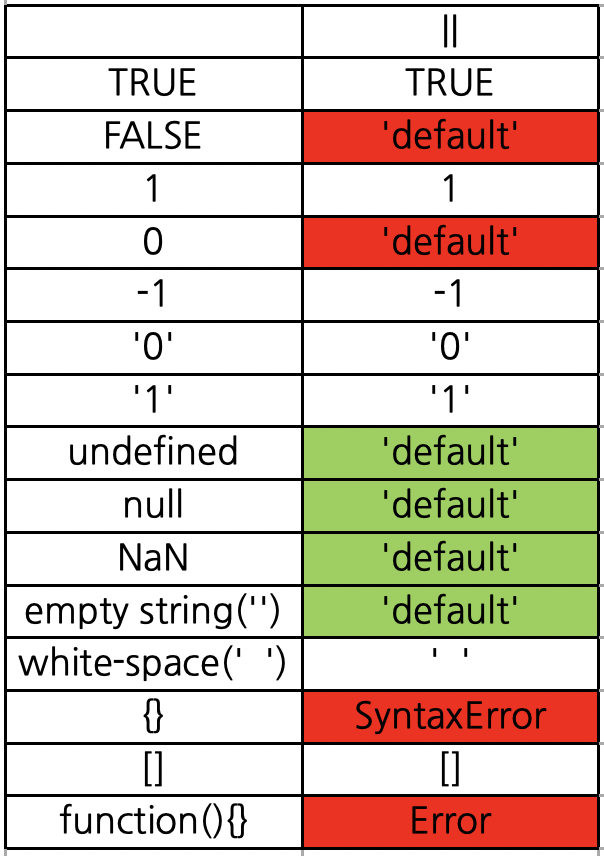 ||
TRUE TRUE
FALSE 'default'
1 1
0 'default'
-1 -1
'0' '0'
'1' '1'
undefined 'default'
null 'default'
NaN 'default'
empty string('') 'default'
white-space('  ') '  '
{} SyntaxError
[] []
function(){} Error